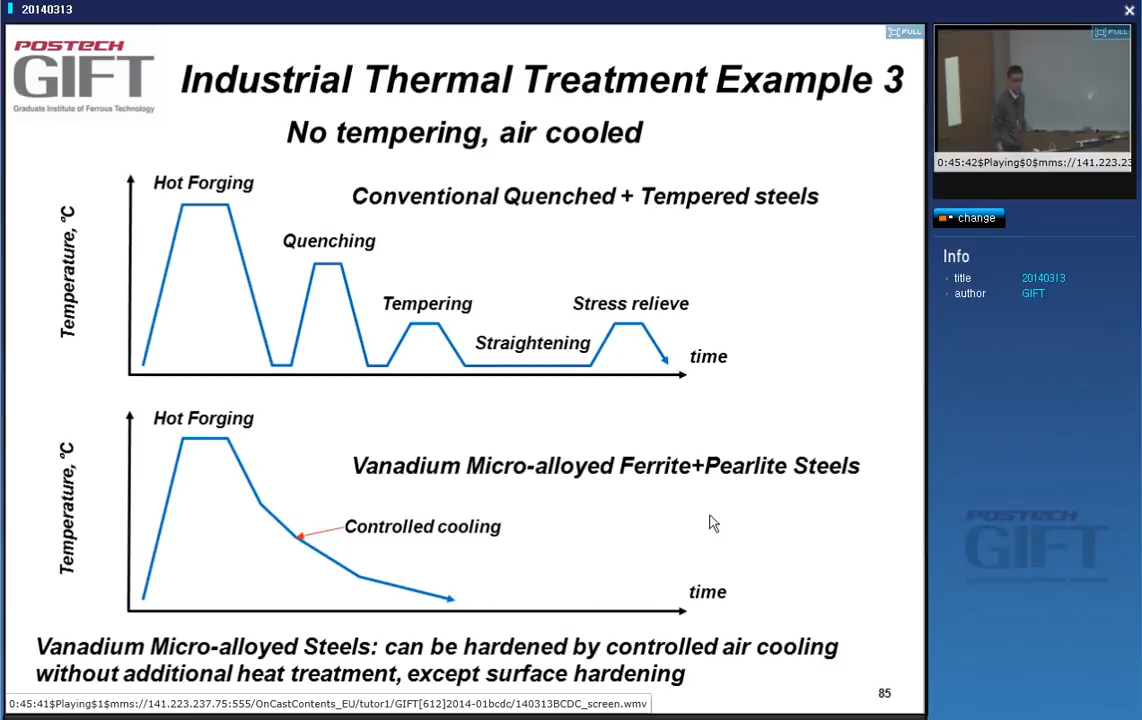 20140313
POSTECH
GIFT
Graduate Institute of Ferrous Technology
FULL
Industrial Thermal Treatment Example 3
No tempering, air cooled
Hot Forging
Conventional Quenched + Tempered steels
Quenching
Tempering
Stress relieve
Straightening
Temperature, °C
time
Hot Forging
Vanadium Micro-alloyed Ferrite+Pearlite Steels
Controlled cooling
Temperature, °C
time
Vanadium Micro-alloyed Steels: can be hardened by controlled air cooling
without additional heat treatment, except surface hardening
85
0:45:41$Playing$1$mms://141.223.237.75:555/OnCastContents_EU/tutor1/GIFT[612]2014-01bcdc/140313BCDC_screen.wmv
FULL
0:45:42$Playing$0$mms://141.223.23
change
Info
title 20140313
author GIFT
POSTECH
GIFT